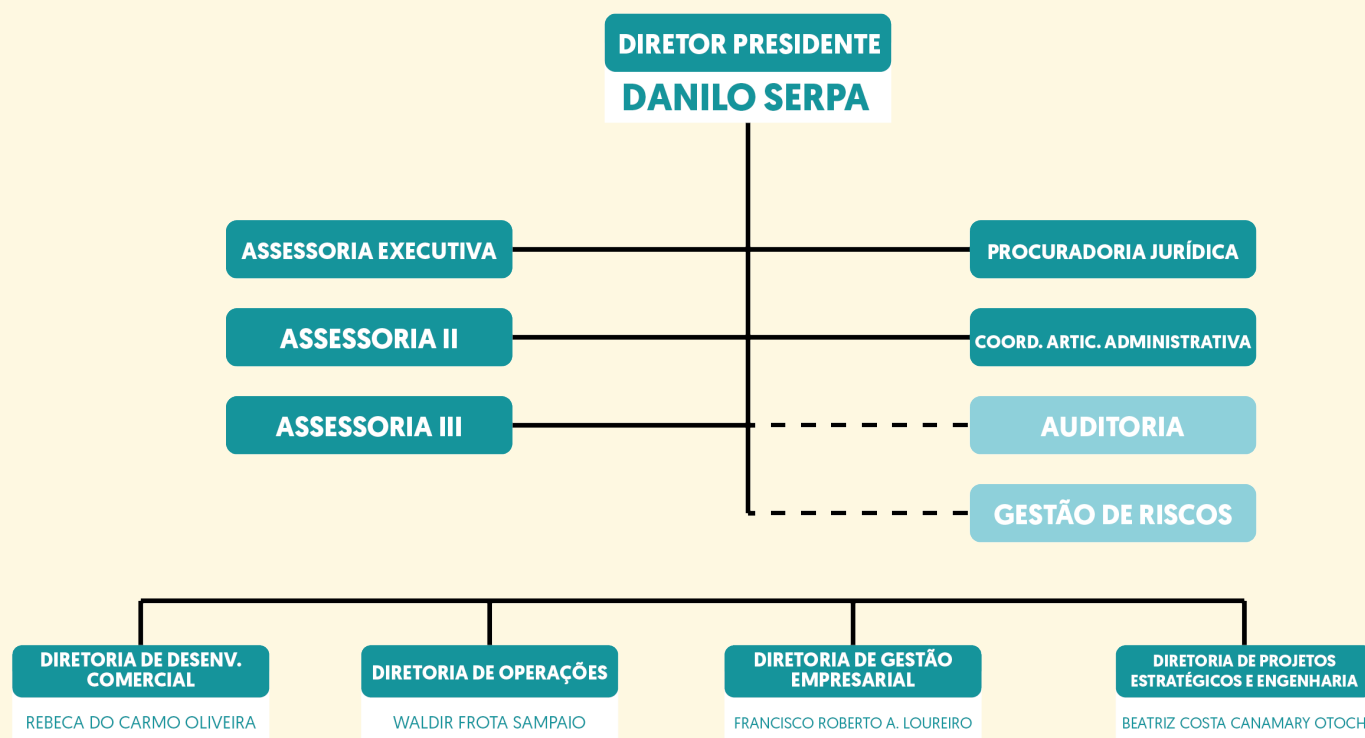 DIRETOR PRESIDENTE
DANILO SERPA
ASSESSORIA EXECUTIVA
PROCURADORIA JURÍDICA
ASSESSORIA II
COORD. ARTIC. ADMINISTRATIVA
ASSESSORIA III
AUDITORIA
GESTÃO DE RISCOS
DIRETORIA DE DESENV.
COMERCIAL
REBECA DO CARMO OLIVEIRA
DIRETORIA DE OPERAÇÕES
WALDIR FROTA SAMPAIO
DIRETORIA DE GESTÃO
EMPRESARIAL
FRANCISCO ROBERTO A. LOUREIRO
DIRETORIA DE PROJETOS
ESTRATÉGICOS E ENGENHARIA
BEATRIZ COSTA CANAMARY OTOCH